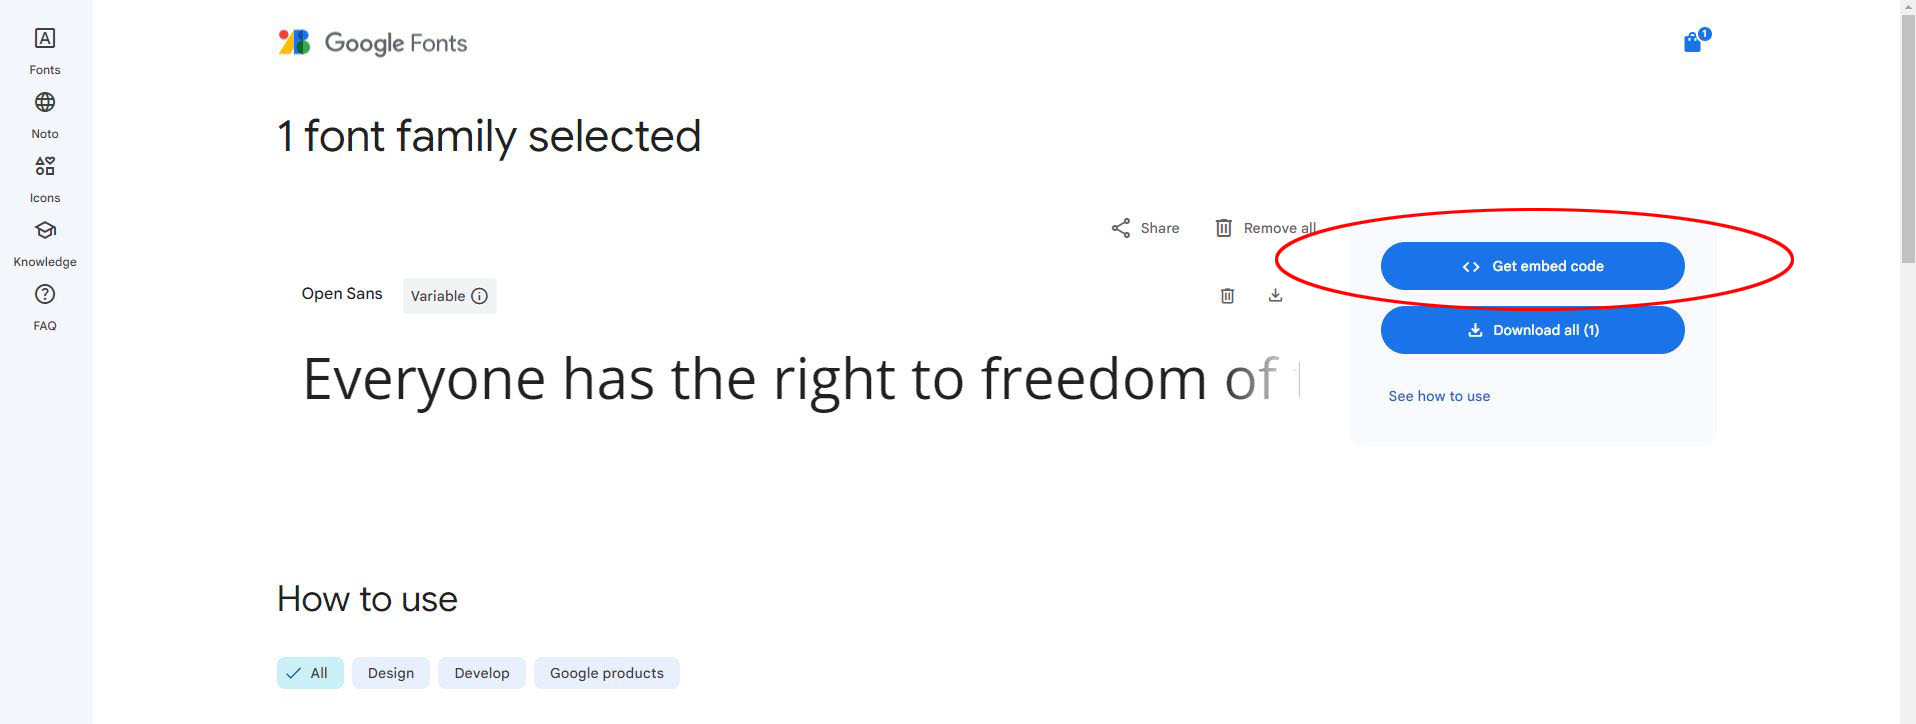 Fonts
Noto
Icons
Knowledge
FAQ
Google Fonts
1
1 font family selected
Share
Remove all
Open Sans
Variable
Everyone has the right to freedom of
Get embed code
Download all (1)
See how to use
How to use
All
Design
Develop
Google products